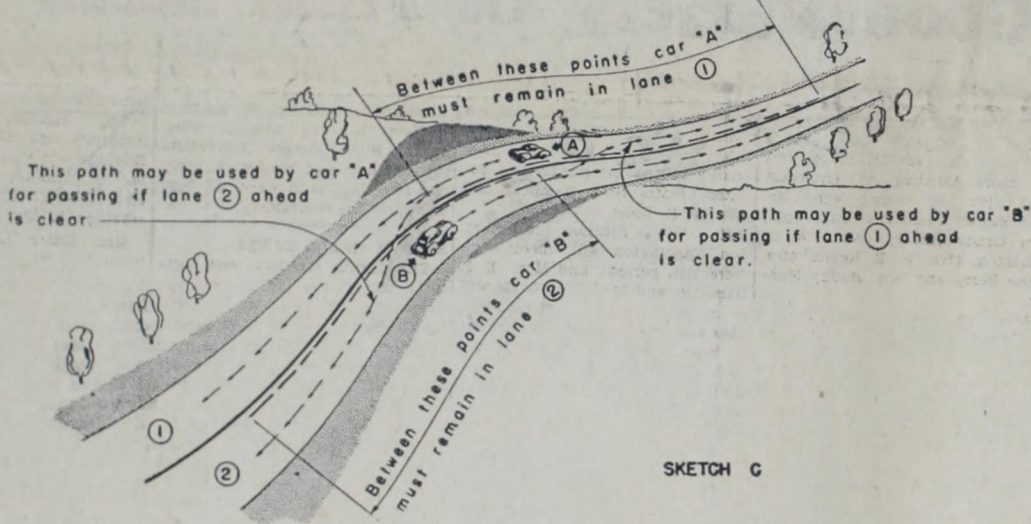 Between these points car "A"
must remain in lane ①
Ⓐ
This path may be used by car "A"
for passing if lane ② ahead
is clear.
This path may be used by car "B"
for passing if lane ① ahead
is clear.
Ⓑ
Between these points car "B"
must remain in lane ②
①
②
SKETCH C